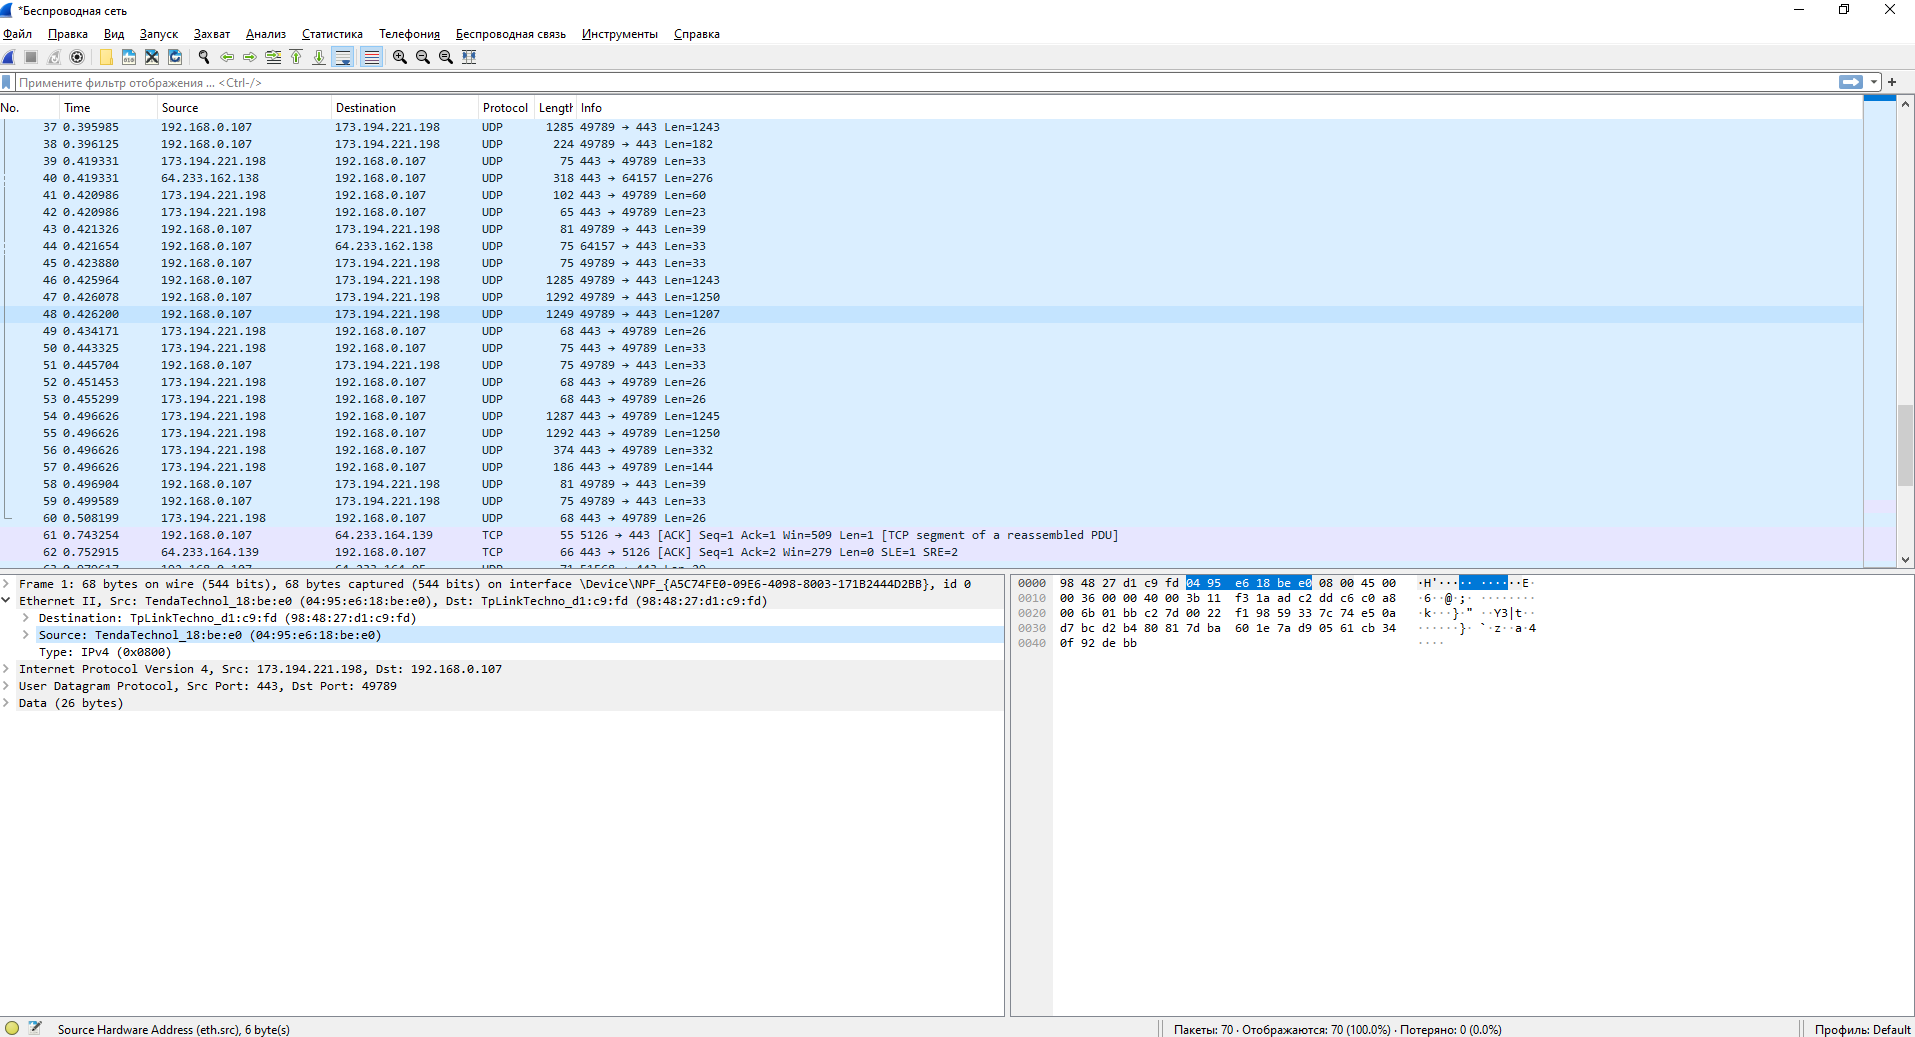 *Беспроводная сеть
Файл Правка Вид Запуск Захват Анализ Статистика Телефония Беспроводная связь Инструменты Справка
Примените фильтр отображения ... <Ctrl-/>
No. Time Source Destination Protocol Length Info
37 0.395985 192.168.0.107 173.194.221.198 UDP 1285 49789 → 443 Len=1243
38 0.396125 192.168.0.107 173.194.221.198 UDP 224 49789 → 443 Len=182
39 0.419331 173.194.221.198 192.168.0.107 UDP 75 443 → 49789 Len=33
40 0.419331 64.233.162.138 192.168.0.107 UDP 318 443 → 64157 Len=276
41 0.420986 173.194.221.198 192.168.0.107 UDP 102 443 → 49789 Len=60
42 0.420986 173.194.221.198 192.168.0.107 UDP 65 443 → 49789 Len=23
43 0.421326 192.168.0.107 173.194.221.198 UDP 81 49789 → 443 Len=39
44 0.421654 192.168.0.107 64.233.162.138 UDP 75 64157 → 443 Len=33
45 0.423880 192.168.0.107 173.194.221.198 UDP 75 49789 → 443 Len=33
46 0.425964 192.168.0.107 173.194.221.198 UDP 1285 49789 → 443 Len=1243
47 0.426078 192.168.0.107 173.194.221.198 UDP 1292 49789 → 443 Len=1250
48 0.426200 192.168.0.107 173.194.221.198 UDP 1249 49789 → 443 Len=1207
49 0.434171 173.194.221.198 192.168.0.107 UDP 68 443 → 49789 Len=26
50 0.443325 173.194.221.198 192.168.0.107 UDP 75 443 → 49789 Len=33
51 0.445704 192.168.0.107 173.194.221.198 UDP 75 49789 → 443 Len=33
52 0.451453 173.194.221.198 192.168.0.107 UDP 68 443 → 49789 Len=26
53 0.455299 173.194.221.198 192.168.0.107 UDP 68 443 → 49789 Len=26
54 0.496626 173.194.221.198 192.168.0.107 UDP 1287 443 → 49789 Len=1245
55 0.496626 173.194.221.198 192.168.0.107 UDP 1292 443 → 49789 Len=1250
56 0.496626 173.194.221.198 192.168.0.107 UDP 374 443 → 49789 Len=332
57 0.496626 173.194.221.198 192.168.0.107 UDP 186 443 → 49789 Len=144
58 0.496904 192.168.0.107 173.194.221.198 UDP 81 49789 → 443 Len=39
59 0.499589 192.168.0.107 173.194.221.198 UDP 75 49789 → 443 Len=33
60 0.508199 173.194.221.198 192.168.0.107 UDP 68 443 → 49789 Len=26
61 0.743254 192.168.0.107 64.233.164.139 TCP 55 5126 → 443 [ACK] Seq=1 Ack=1 Win=509 Len=1 [TCP segment of a reassembled PDU]
62 0.752915 64.233.164.139 192.168.0.107 TCP 66 443 → 5126 [ACK] Seq=1 Ack=2 Win=279 Len=0 SLE=1 SRE=2
Frame 1: 68 bytes on wire (544 bits), 68 bytes captured (544 bits) on interface \Device\NPF_{A5C74FE0-09E6-4098-8003-171B2444D2BB}, id 0
Ethernet II, Src: TendaTechnol_18:be:e0 (04:95:e6:18:be:e0), Dst: TpLinkTechno_d1:c9:fd (98:48:27:d1:c9:fd)
Destination: TpLinkTechno_d1:c9:fd (98:48:27:d1:c9:fd)
Source: TendaTechnol_18:be:e0 (04:95:e6:18:be:e0)
Type: IPv4 (0x0800)
Internet Protocol Version 4, Src: 173.194.221.198, Dst: 192.168.0.107
User Datagram Protocol, Src Port: 443, Dst Port: 49789
Data (26 bytes)
0000 98 48 27 d1 c9 fd 04 95 e6 18 be e0 08 00 45 00 ·H'··· ·· ······E·
0010 00 36 00 00 40 00 3b 11 f3 1a ad c2 dd c6 c0 a8 ·6··@·;· ········
0020 00 6b 01 bb c2 7d 00 22 f1 98 59 33 7c 74 e5 0a ·k···}·" ··Y3|t··
0030 d7 bc d2 b4 80 81 7d ba 60 1e 7a d9 05 61 cb 34 ······}· `·z··a·4
0040 0f 92 de bb ····
Source Hardware Address (eth.src), 6 byte(s)
Пакеты: 70 · Отображаются: 70 (100.0%) · Потеряно: 0 (0.0%)
Профиль: Default